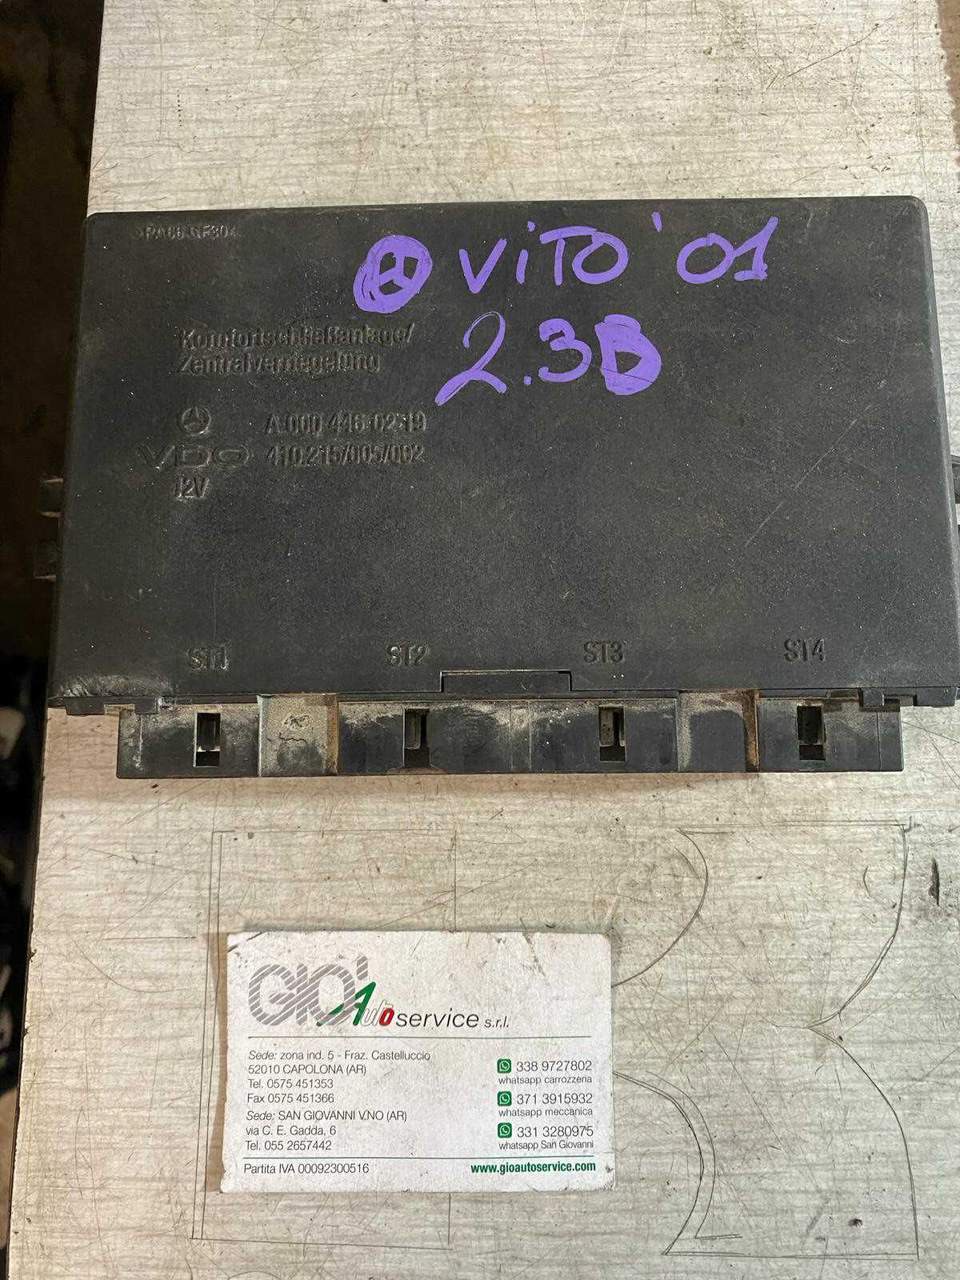 >PA66-GF30<
VITO '01
2.3D
Komfortschließanlage/
Zentralverriegelung
A 000 446 0219
VDO 410.215/005/002
12V
ST1 ST2 ST3 ST4
GIO' Auto service s.r.l.
Sede: zona ind. 5 - Fraz. Castelluccio
52010 CAPOLONA (AR)
Tel. 0575 451353
Fax 0575 451366
Sede: SAN GIOVANNI V.NO (AR)
via C. E. Gadda, 6
Tel. 055 2657442
338 9727802
whatsapp carrozzeria
371 3915932
whatsapp meccanica
331 3280975
whatsapp San Giovanni
Partita IVA 00092300516
www.gioautoservice.com